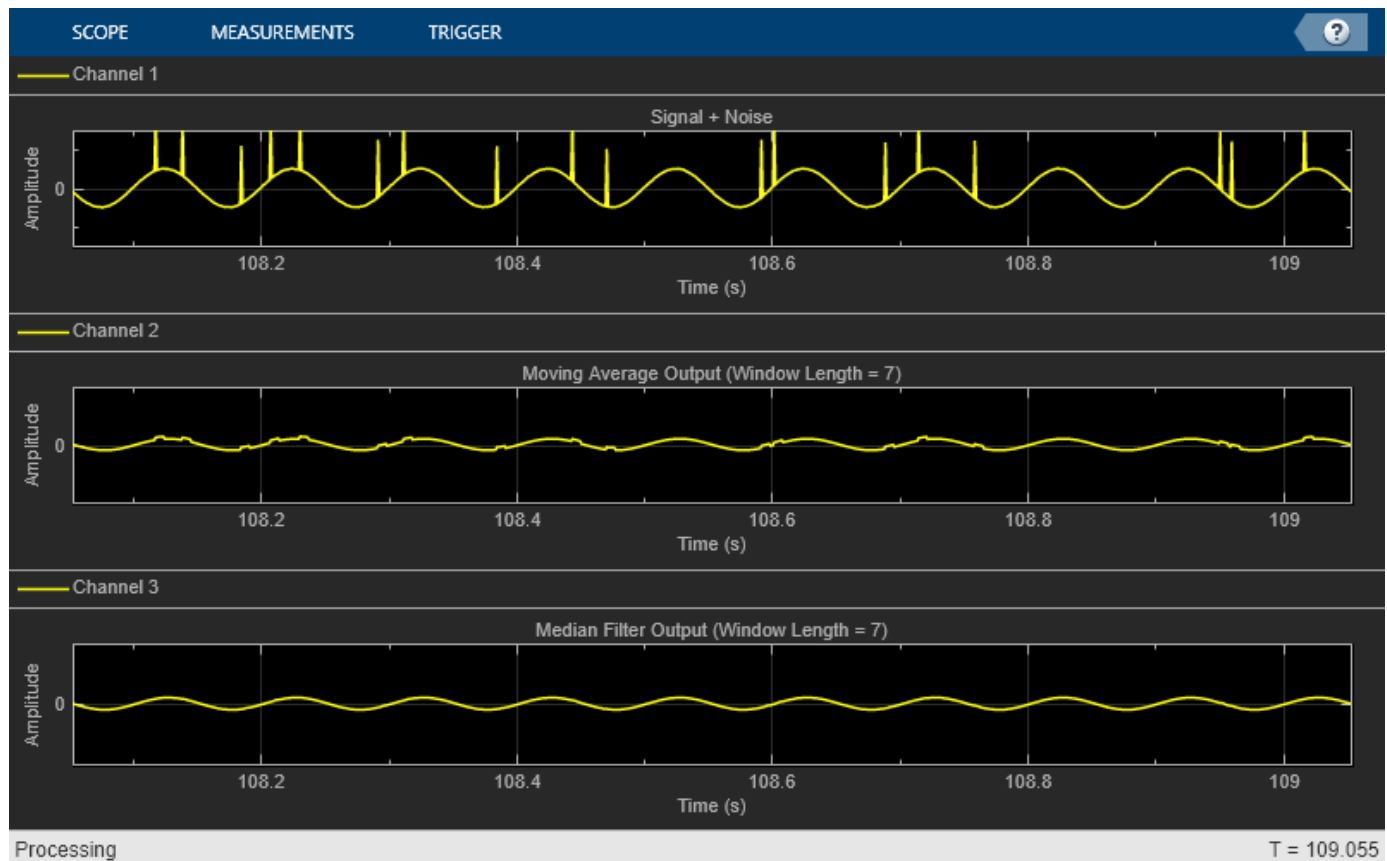 SCOPE MEASUREMENTS TRIGGER ?
Channel 1
Signal + Noise
Amplitude
0
108.2 108.4 108.6 108.8 109
Time (s)
Channel 2
Moving Average Output (Window Length = 7)
Amplitude
0
108.2 108.4 108.6 108.8 109
Time (s)
Channel 3
Median Filter Output (Window Length = 7)
Amplitude
0
108.2 108.4 108.6 108.8 109
Time (s)
Processing T = 109.055